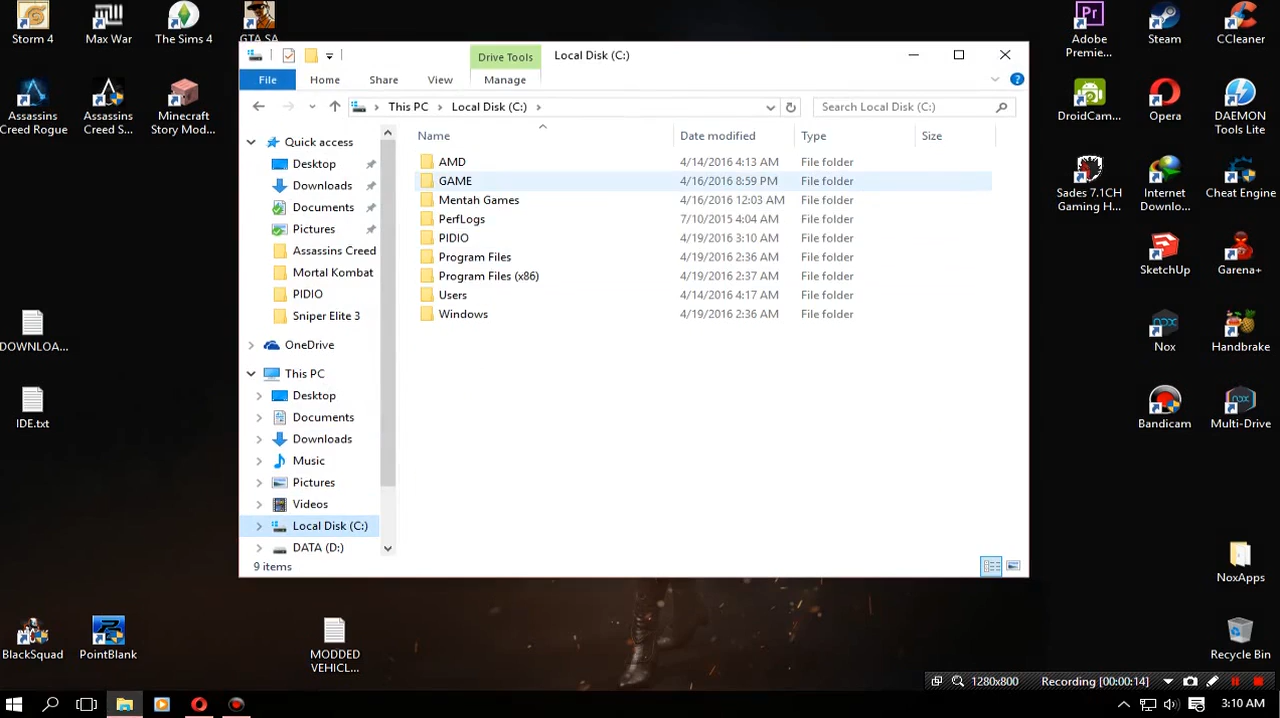 Storm 4
Max War
The Sims 4
GTA SA
Assassins
Creed Rogue
Assassins
Creed S...
Minecraft
Story Mod...
DOWNLOA...
IDE.txt
BlackSquad
PointBlank
MODDED
VEHICL...
Drive Tools
Local Disk (C:)
File
Home
Share
View
Manage
This PC
Local Disk (C:)
Search Local Disk (C:)
Quick access
Desktop
Downloads
Documents
Pictures
Assassins Creed
Mortal Kombat
PIDIO
Sniper Elite 3
OneDrive
This PC
Desktop
Documents
Downloads
Music
Pictures
Videos
Local Disk (C:)
DATA (D:)
Name Date modified Type Size
AMD 4/14/2016 4:13 AM File folder
GAME 4/16/2016 8:59 PM File folder
Mentah Games 4/16/2016 12:03 AM File folder
PerfLogs 7/10/2015 4:04 AM File folder
PIDIO 4/19/2016 3:10 AM File folder
Program Files 4/19/2016 2:36 AM File folder
Program Files (x86) 4/19/2016 2:37 AM File folder
Users 4/14/2016 4:17 AM File folder
Windows 4/19/2016 2:36 AM File folder
9 items
Pr
Adobe
Premie...
Steam
CCleaner
DroidCam...
Opera
DAEMON
Tools Lite
Sades 7.1CH
Gaming H...
Internet
Downlo...
Cheat Engine
SketchUp
Garena+
Nox
Handbrake
Bandicam
nox
Multi-Drive
NoxApps
Recycle Bin
1280x800
Recording [00:00:14]
3:10 AM